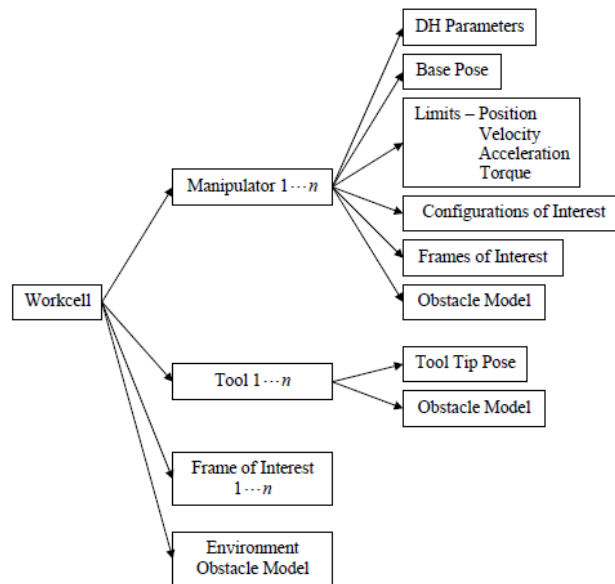 DH Parameters
Base Pose
Limits – Position
Velocity
Acceleration
Torque
Manipulator 1···n
Configurations of Interest
Frames of Interest
Obstacle Model
Workcell
Tool 1···n
Tool Tip Pose
Obstacle Model
Frame of Interest
1···n
Environment
Obstacle Model